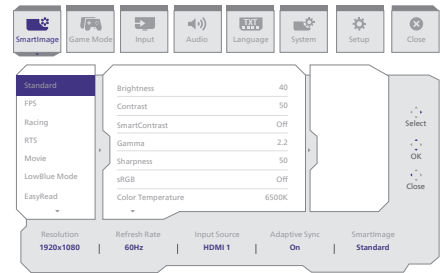 SmartImage
Game Mode
Input
Audio
TXT
Language
System
Setup
Close
Standard
FPS
Racing
RTS
Movie
LowBlue Mode
EasyRead
Brightness 40
Contrast 50
SmartContrast Off
Gamma 2.2
Sharpness 50
sRGB Off
Color Temperature 6500K
Select
OK
Close
Resolution Refresh Rate Input Source Adaptive Sync SmartImage
1920x1080 | 60Hz | HDMI 1 | On | Standard